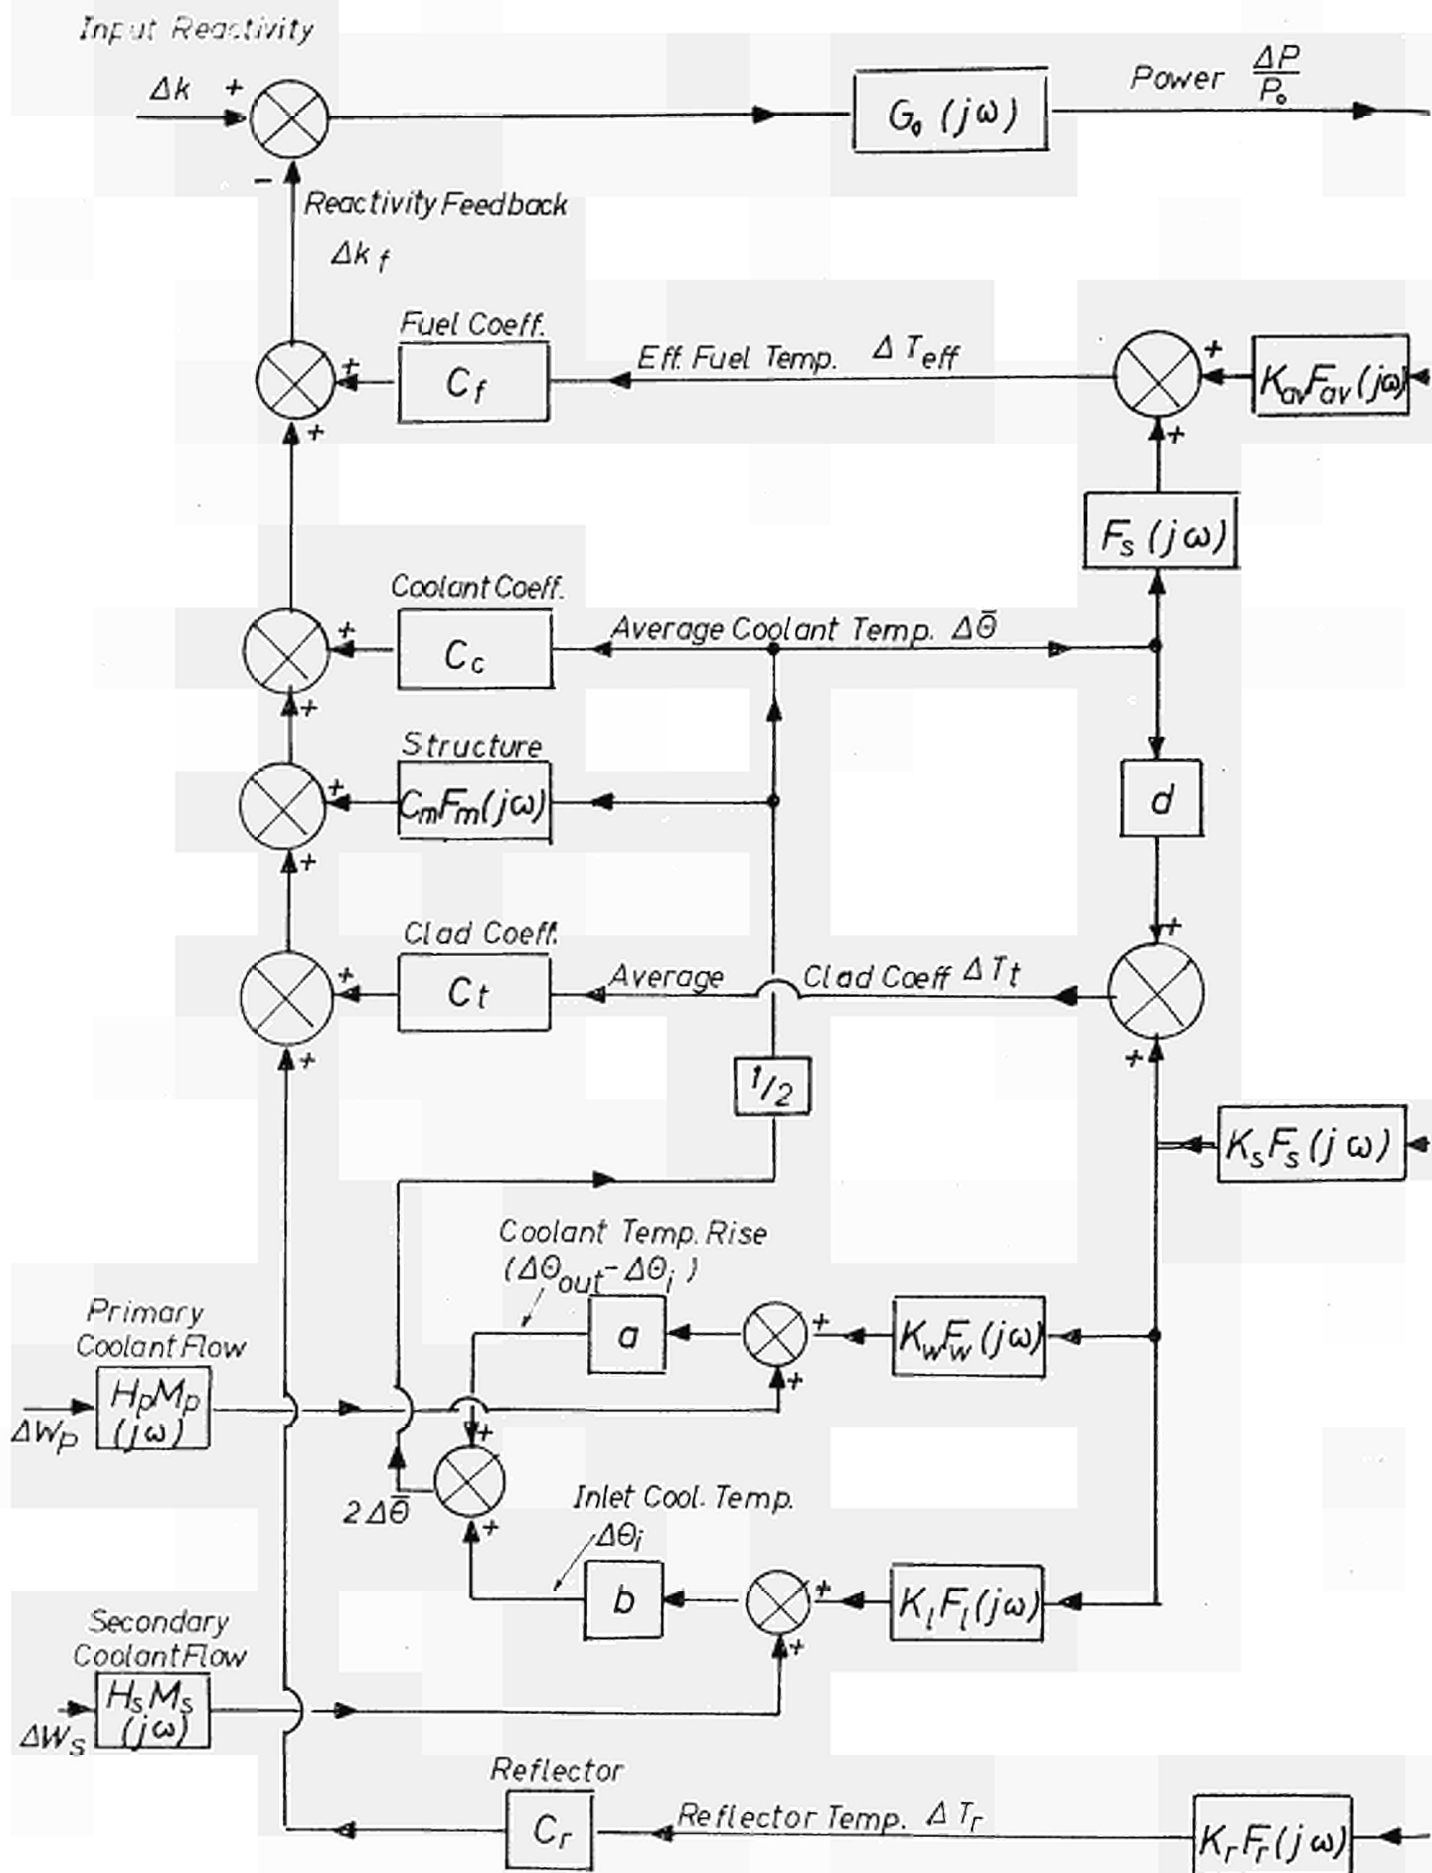 Input Reactivity
Δk +
G₀ (jω)
Power ΔP/P₀
-
Reactivity Feedback
Δk f
Fuel Coeff.
+ C f
Eff. Fuel Temp. Δ T eff
+ K av F av (jω)
+
+
F s (jω)
Coolant Coeff.
+ C c
Average Coolant Temp. Δθ̄
+
Structure
+ C m F m (jω)
d
+
+
Clad Coeff.
+ C t
Average Clad Coeff Δ T t
+
+
1/2
K s F s (jω)
Coolant Temp. Rise
(Δθ out - Δθ i )
Primary
Coolant Flow
a
+ K w F w (jω)
H p M p
(jω)
ΔW p
+
+
2Δθ̄
+
Inlet Cool. Temp.
Δθ i
b
+ K i F i (jω)
Secondary
Coolant Flow
+
H s M s
(jω)
ΔW s
Reflector
C r
Reflector Temp. Δ T r
K r F r (jω)